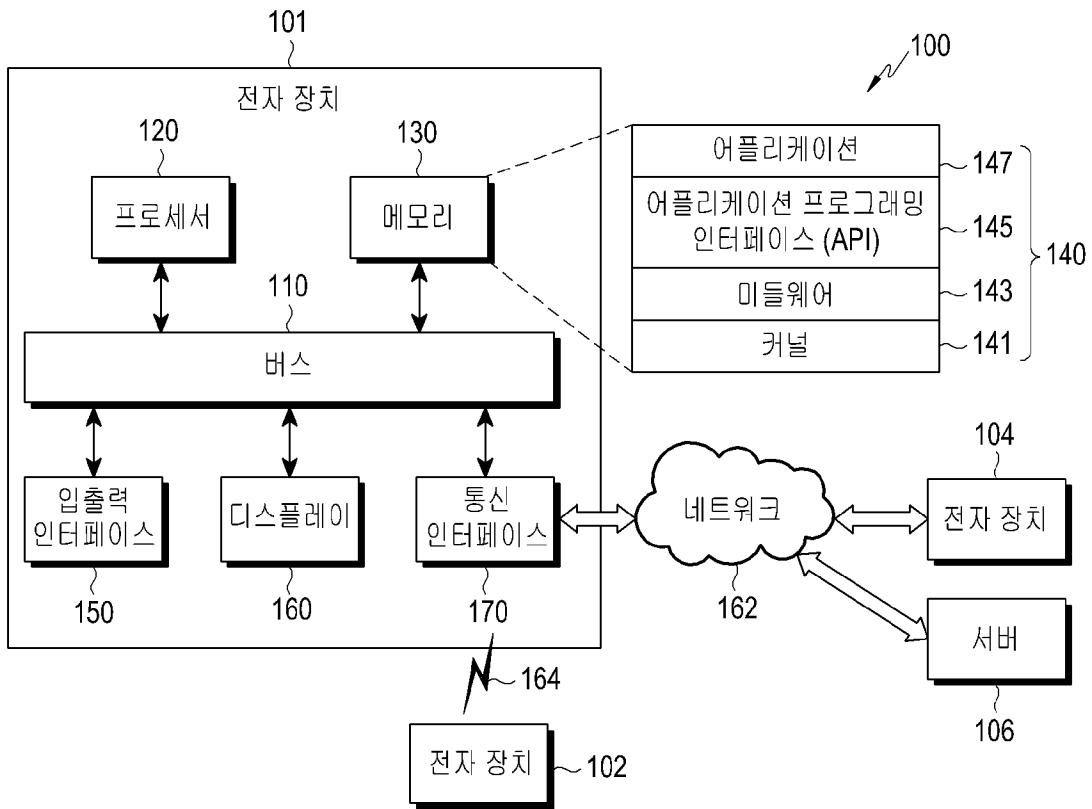 101
전자 장치
100
120
130
프로세서
메모리
어플리케이션
147
어플리케이션 프로그래밍
인터페이스 (API)
145
140
미들웨어
143
커널
141
110
버스
입출력
인터페이스
디스플레이
통신
인터페이스
네트워크
104
전자 장치
150
160
170
162
서버
106
164
전자 장치
102